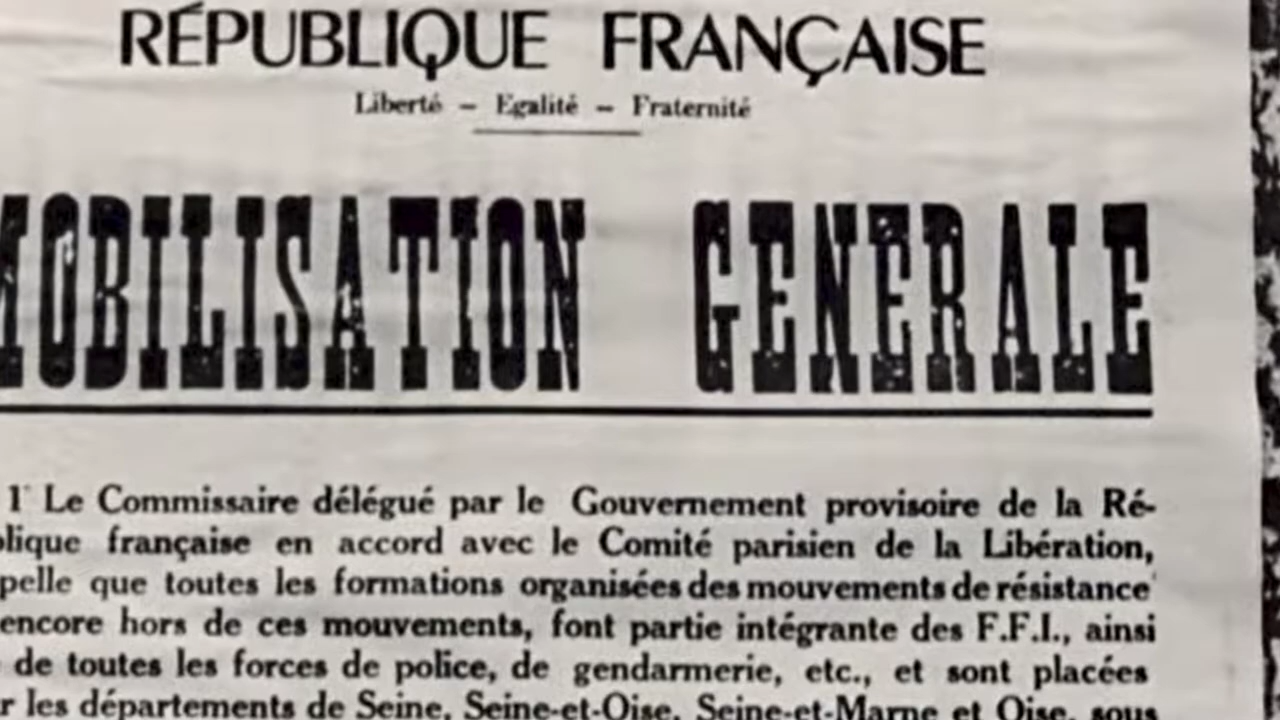 RÉPUBLIQUE FRANÇAISE
Liberté - Egalité - Fraternité
MOBILISATION GENERALE
1° Le Commissaire délégué par le Gouvernement provisoire de la Ré-
blique française en accord avec le Comité parisien de la Libération,
pelle que toutes les formations organisées des mouvements de résistance
encore hors de ces mouvements, font partie intégrante des F.F.I., ainsi
de toutes les forces de police, de gendarmerie, etc., et sont placées
r les départements de Seine, Seine-et-Oise, Seine-et-Marne et Oise, sous